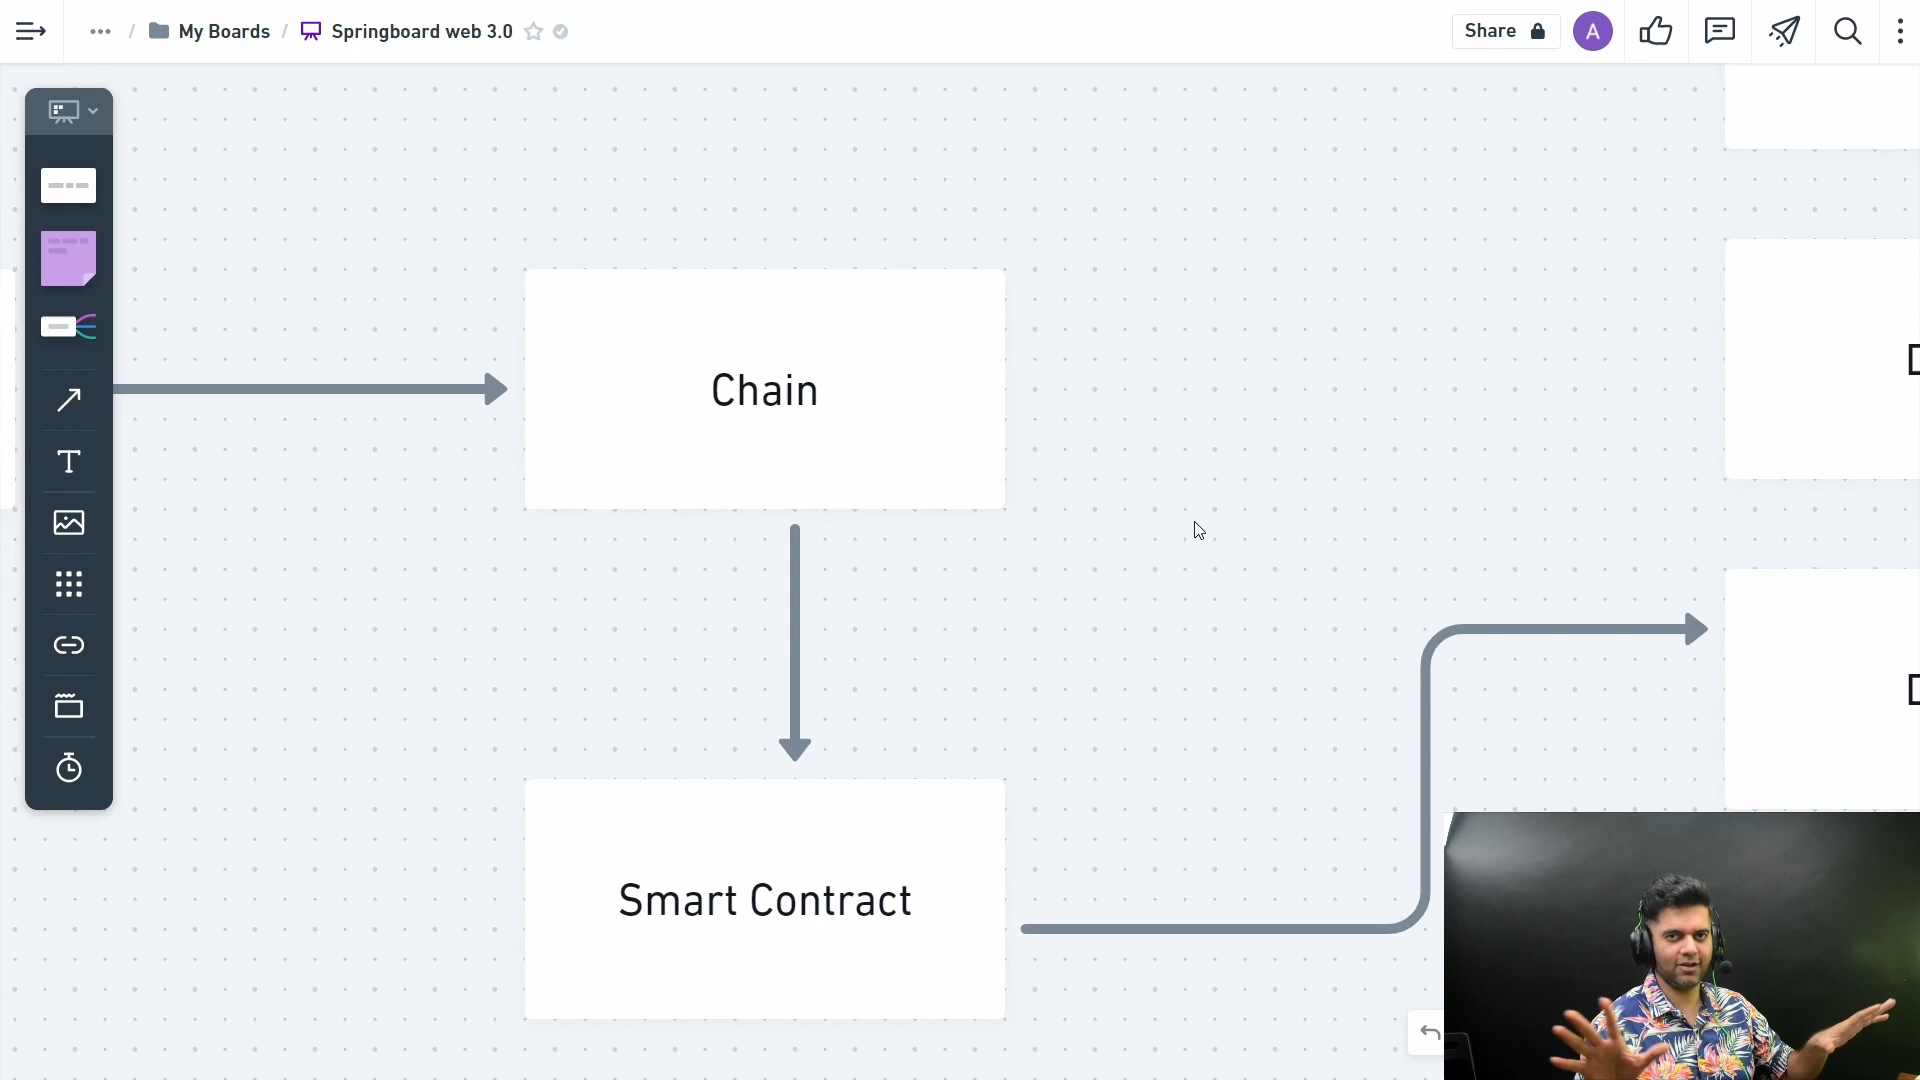 ... / My Boards / Springboard web 3.0
Share
A
Chain
Smart Contract